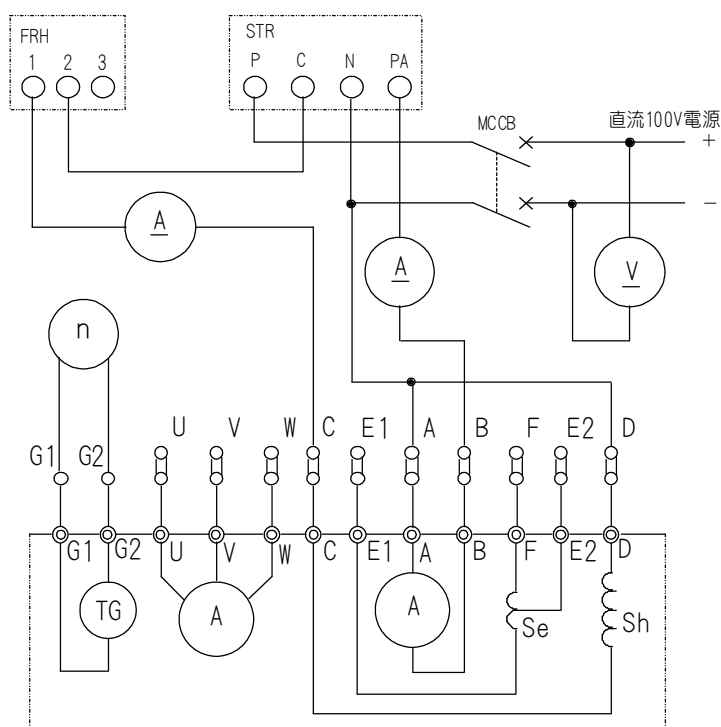 FRH
1 2 3
STR
P C N PA
MCCB
直流100V電源
+
−
A
A
V
n
G1 G2 U V W C E1 A B F E2 D
G1 G2 U V W C E1 A B F E2 D
TG
A
A
Se
Sh